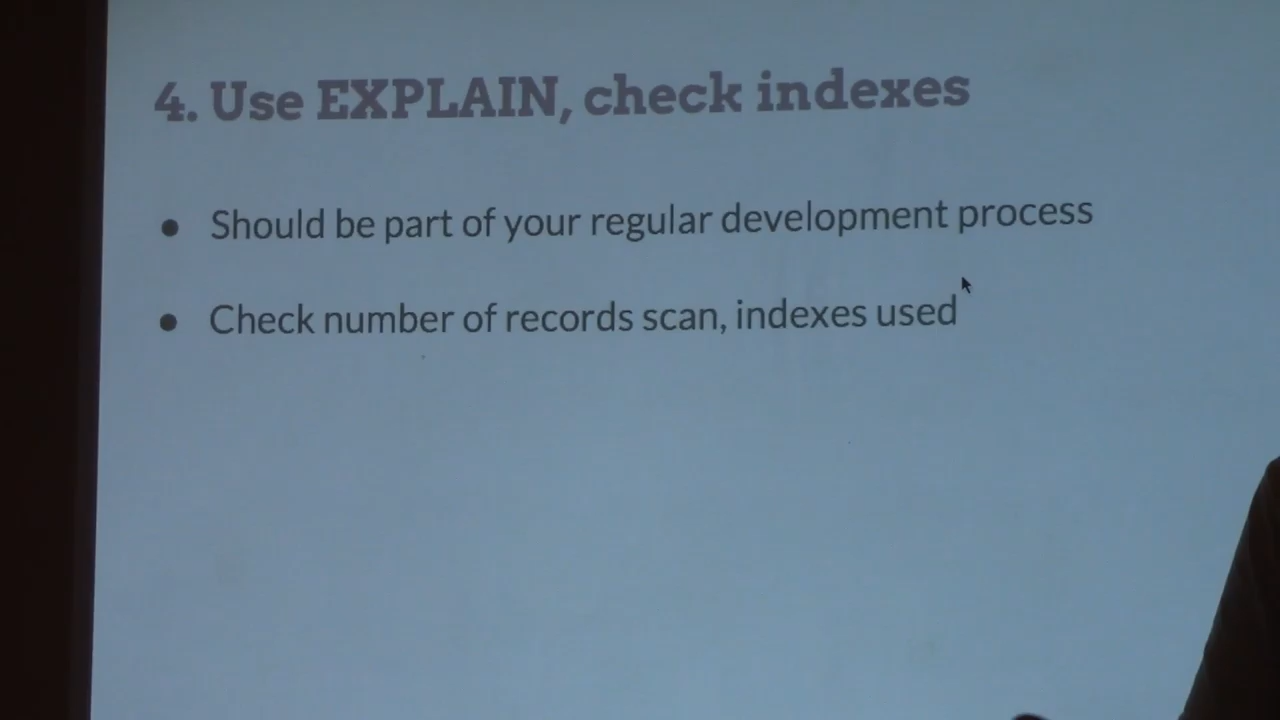 4. Use EXPLAIN, check indexes
● Should be part of your regular development process
● Check number of records scan, indexes used